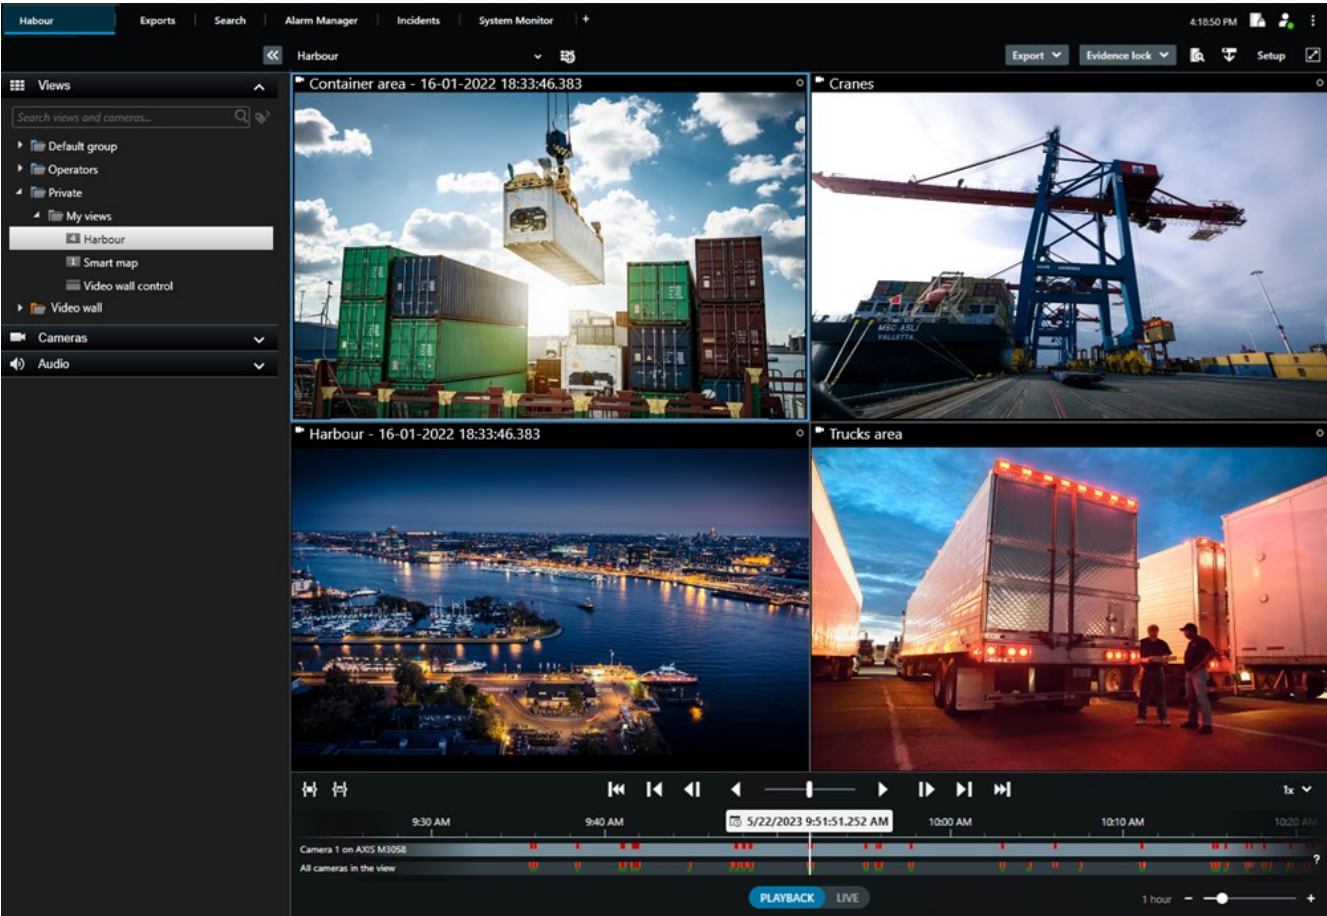 Habour Exports Search Alarm Manager Incidents System Monitor + 4:18:50 PM
Harbour Export Evidence lock Setup
Views
Search views and cameras...
Default group
Operators
Private
My views
4 Harbour
1 Smart map
Video wall control
Video wall
Cameras
Audio
Container area - 16-01-2022 18:33:46.383
Cranes
MSC ASLI
VALLETTA
Harbour - 16-01-2022 18:33:46.383
Trucks area
1x
9:30 AM 9:40 AM 5/22/2023 9:51:51.252 AM 10:00 AM 10:10 AM 10:20 AM
Camera 1 on AXIS M3058
All cameras in the view
?
PLAYBACK LIVE
1 hour - +